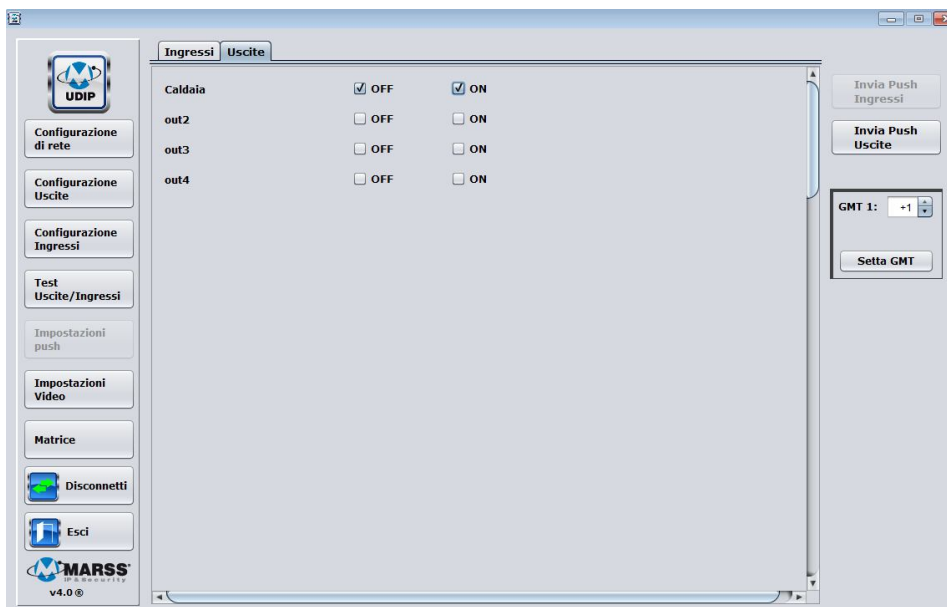 UDIP
Configurazione
di rete
Configurazione
Uscite
Configurazione
Ingressi
Test
Uscite/Ingressi
Impostazioni
push
Impostazioni
Video
Matrice
Disconnetti
Esci
MARSS
IP & Security
v4.0 ®
Ingressi Uscite
Caldaia OFF ON
out2 OFF ON
out3 OFF ON
out4 OFF ON
Invia Push
Ingressi
Invia Push
Uscite
GMT 1: +1
Setta GMT